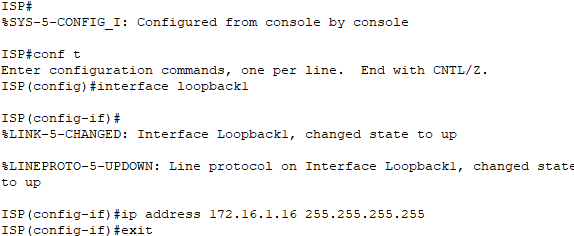 ISP#
%SYS-5-CONFIG_I: Configured from console by console
ISP#conf t
Enter configuration commands, one per line.  End with CNTL/Z.
ISP(config)#interface loopback1
ISP(config-if)#
%LINK-5-CHANGED: Interface Loopback1, changed state to up
%LINEPROTO-5-UPDOWN: Line protocol on Interface Loopback1, changed state
to up
ISP(config-if)#ip address 172.16.1.16 255.255.255.255
ISP(config-if)#exit